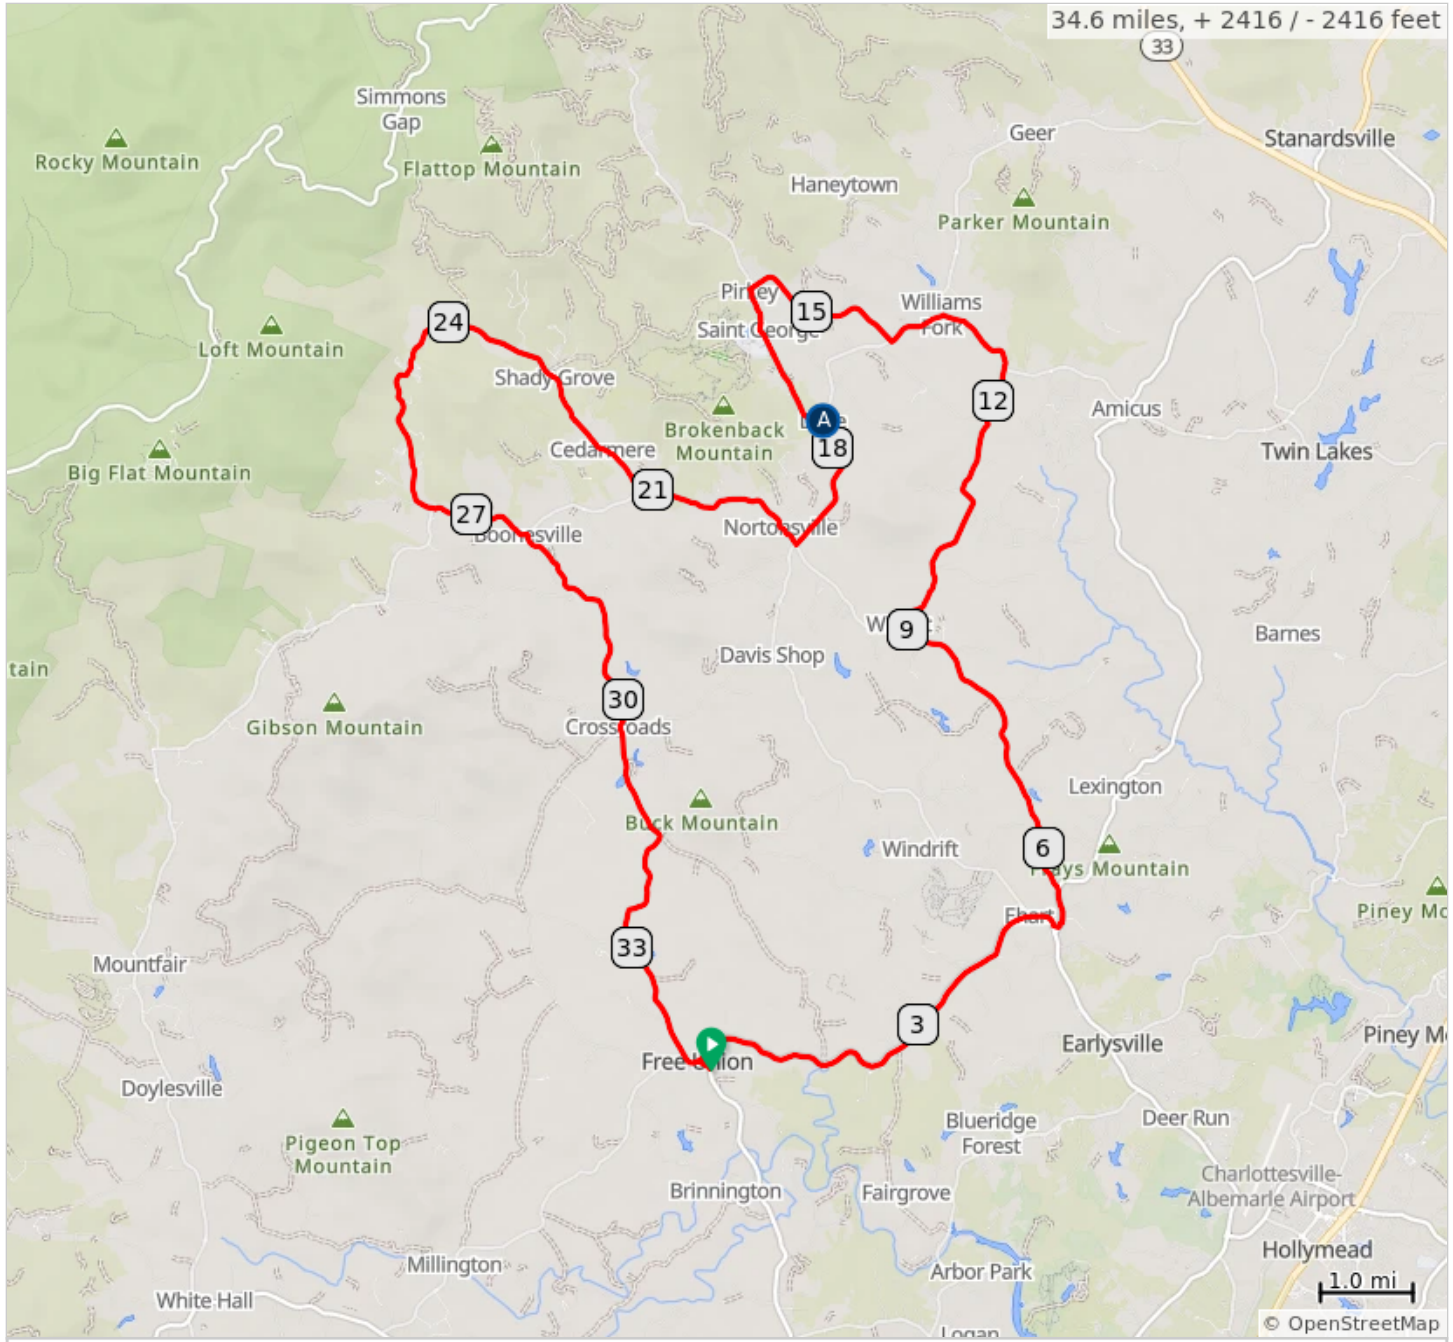 34.6 miles, + 2416 / - 2416 feet
33
Simmons
Gap
Geer
Stanardsville
Rocky Mountain
Flattop Mountain
Haneytown
Parker Mountain
Pirkey
15
Williams
Fork
24
Saint George
Loft Mountain
Shady Grove
12
Amicus
A
Brokenback
Mountain
18
Cedarmere
Twin Lakes
Big Flat Mountain
21
27
Nortonsville
Boonesville
9
Barnes
Davis Shop
tain
30
Gibson Mountain
Crossroads
Lexington
Buck Mountain
6
Windrift
Frays Mountain
Piney Mo
Ehart
33
Mountfair
3
Piney M
Earlysville
Free Union
Doylesville
Deer Run
Blueridge
Forest
Pigeon Top
Mountain
Charlottesville-
Albemarle Airport
Brinnington
Fairgrove
Hollymead
Millington
Arbor Park
1.0 mi
White Hall
© OpenStreetMap